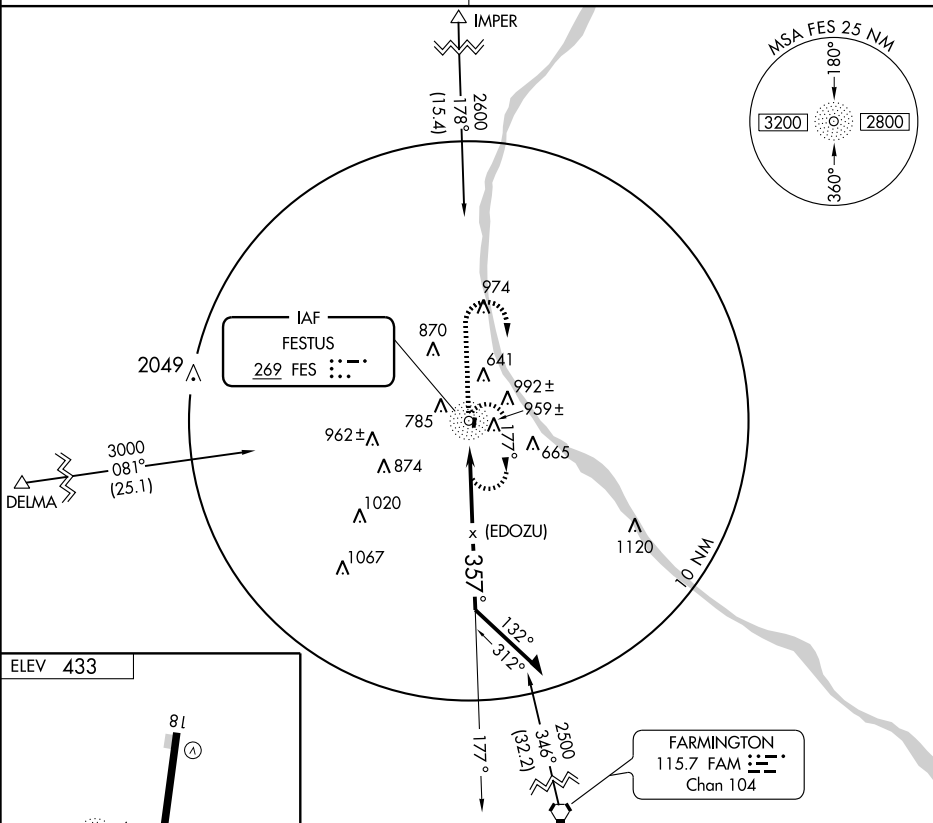 IMPER
2600
178°
(15.4)
MSA FES 25 NM
180°
3200
2800
360°
974
IAF
FESTUS
269 FES
870
641
2049
992±
959±
785
962±
177°
665
874
3000
081°
(25.1)
DELMA
1020
(EDOZU)
1120
1067
10 NM
357°
132°
312°
ELEV 433
18
177°
2500
346°
(32.2)
FARMINGTON
115.7 FAM
Chan 104